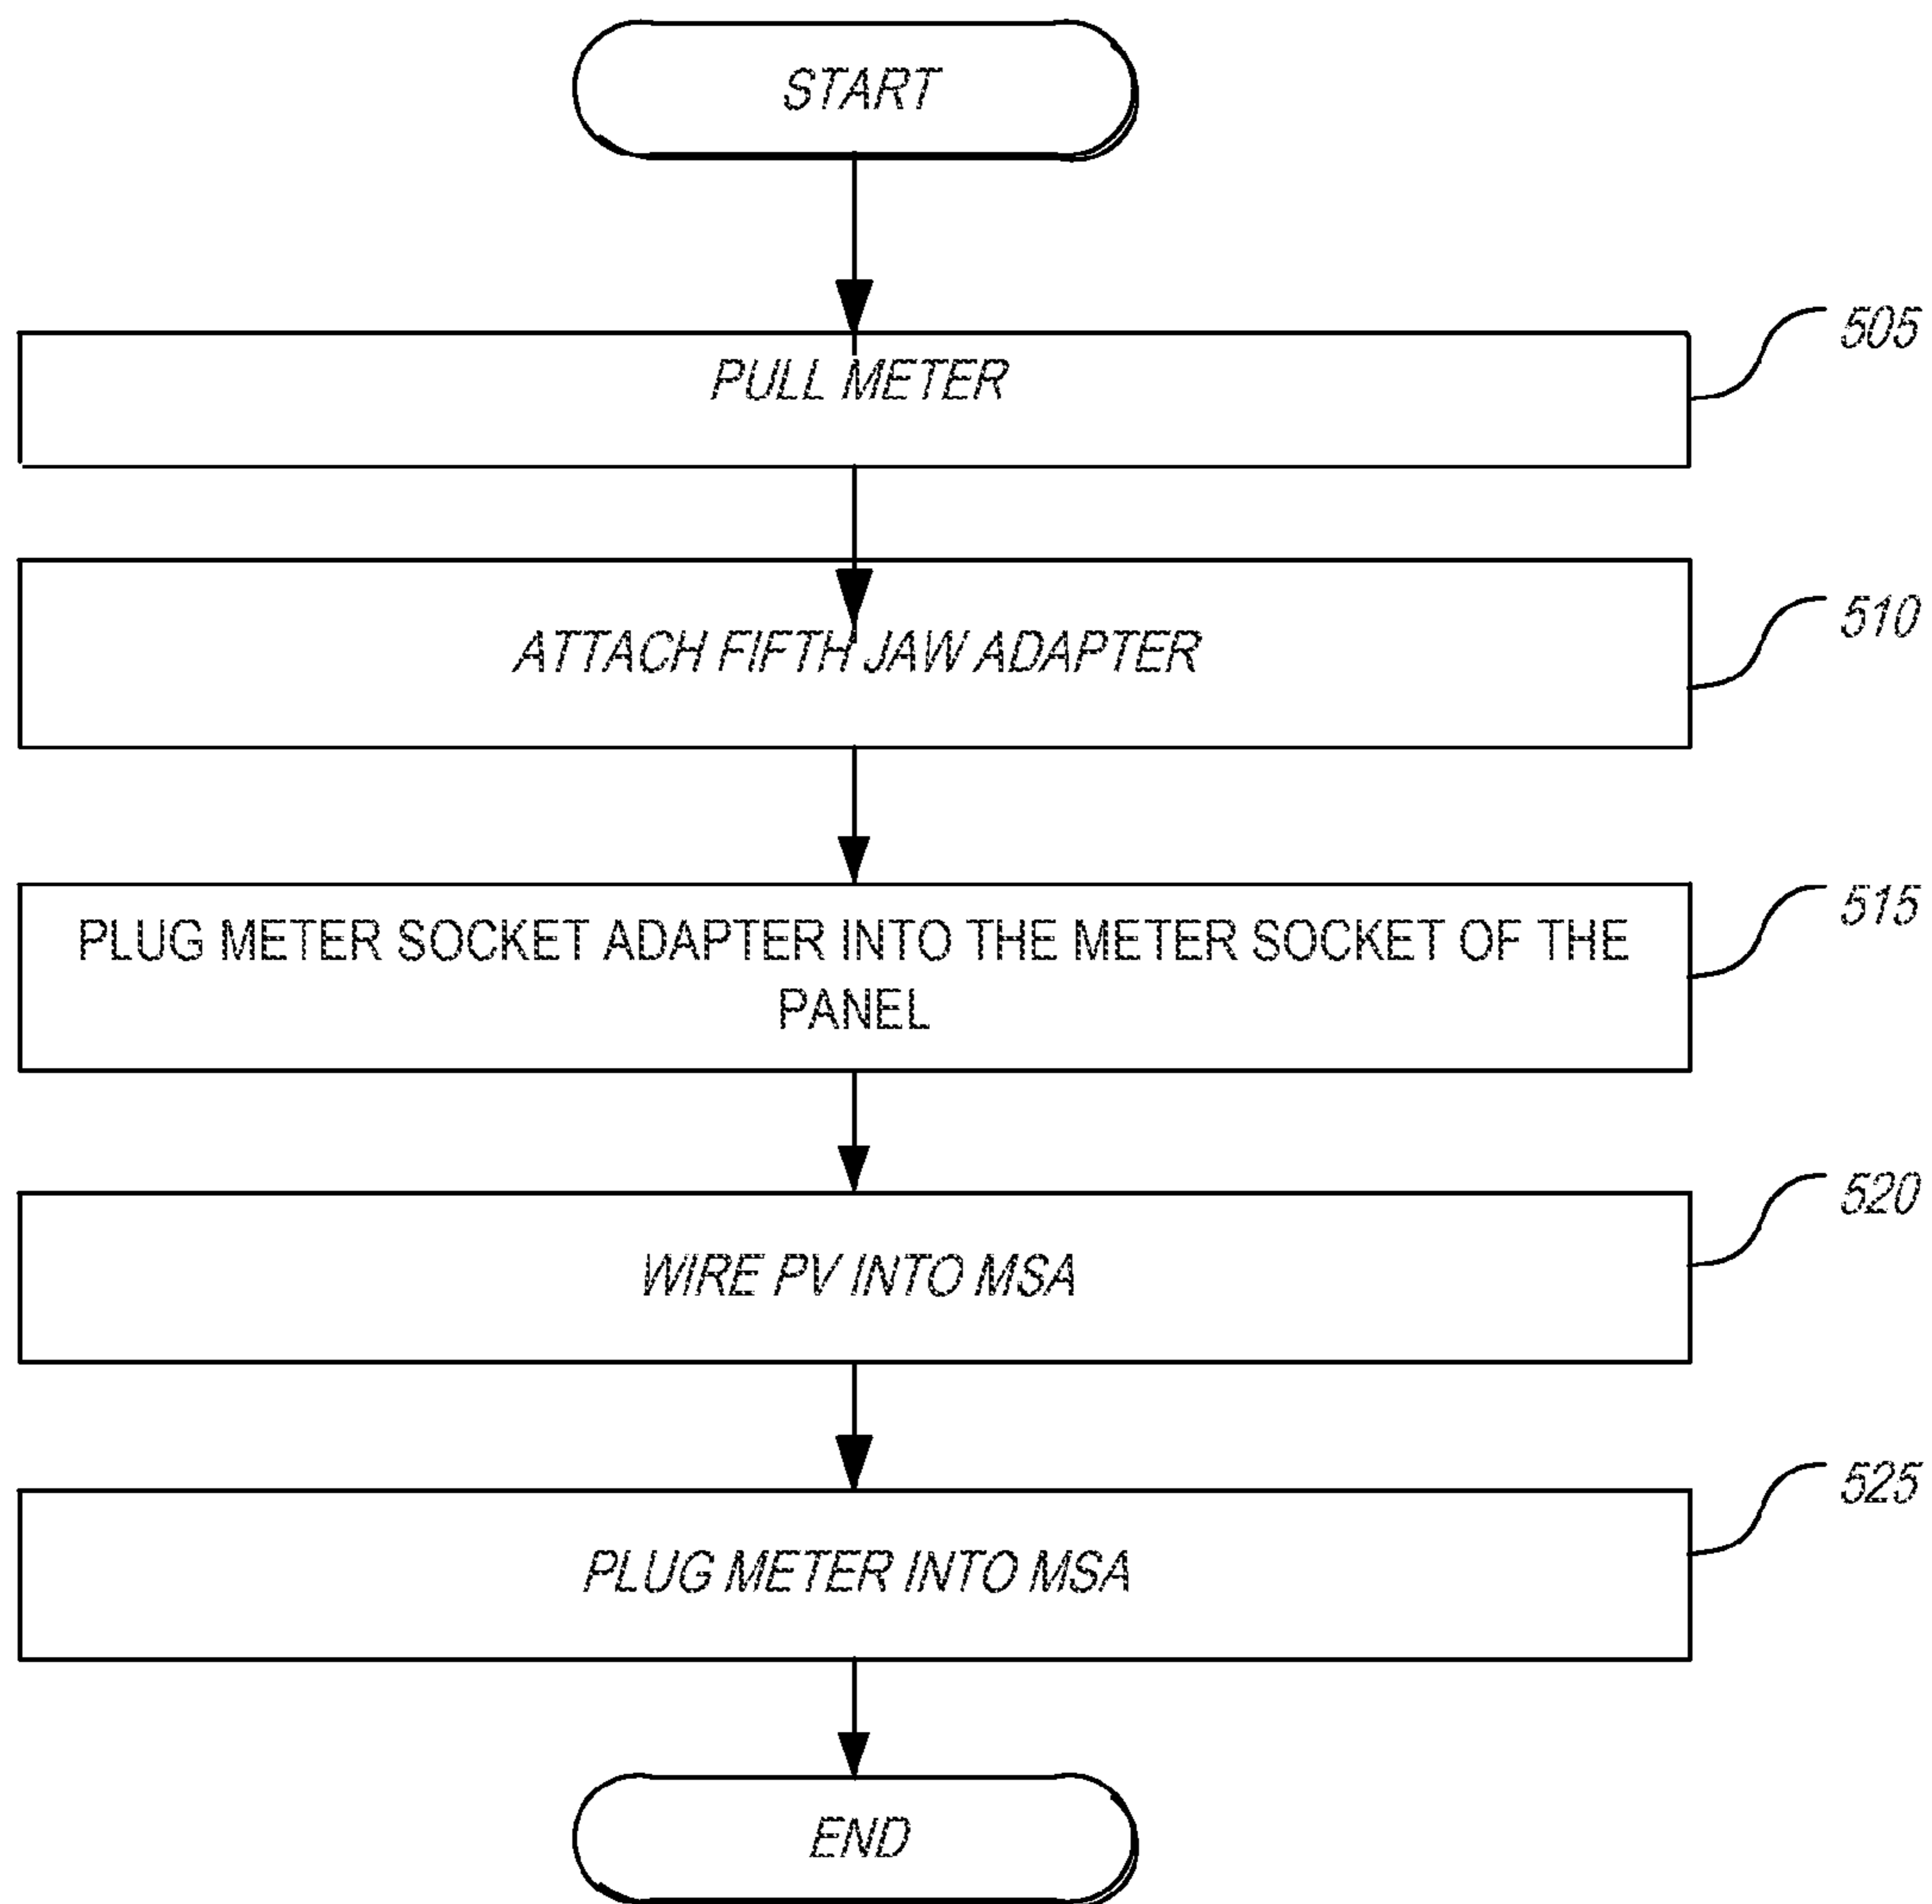 START
505
PULL METER
510
ATTACH FIFTH JAW ADAPTER
515
PLUG METER SOCKET ADAPTER INTO THE METER SOCKET OF THE
PANEL
520
WIRE PV INTO MSA
525
PLUG METER INTO MSA
END